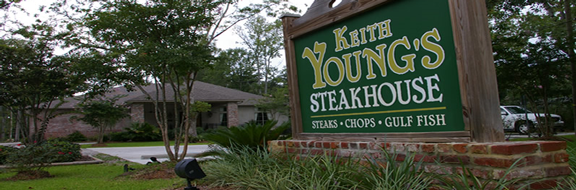 KEITH
YOUNG'S
STEAKHOUSE
STEAKS • CHOPS • GULF FISH